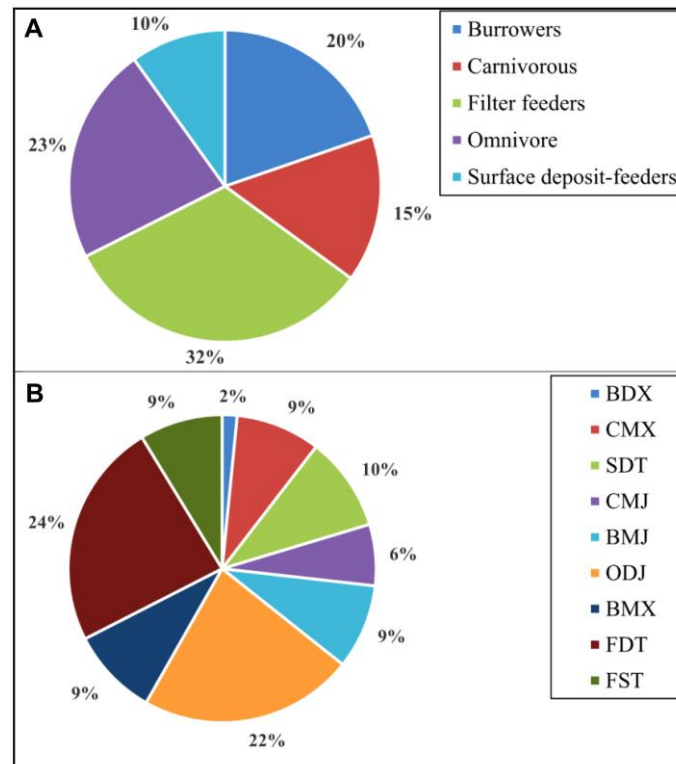 A
10%
20%
23%
15%
32%
Burrowers
Carnivorous
Filter feeders
Omnivore
Surface deposit-feeders
B
9%
2%
9%
10%
24%
6%
9%
9%
22%
BDX
CMX
SDT
CMJ
BMJ
ODJ
BMX
FDT
FST